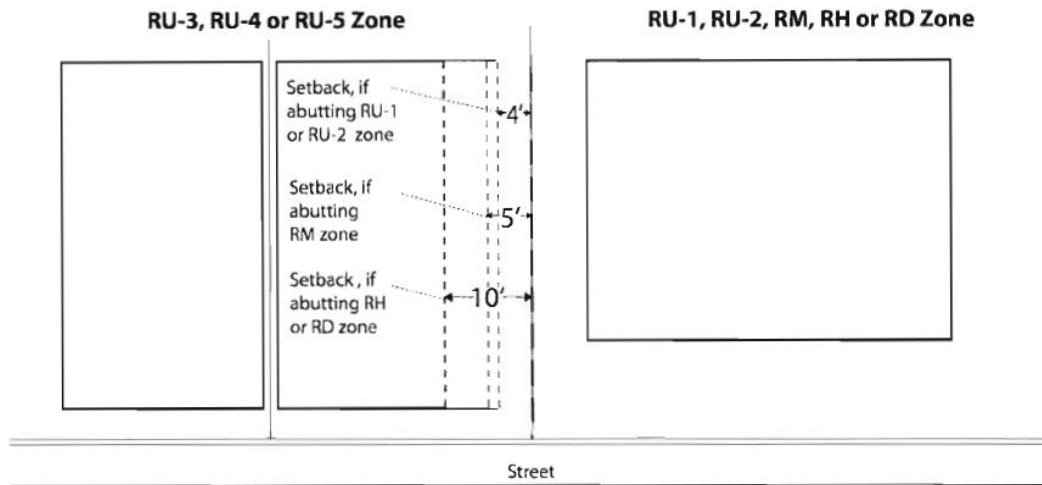 RU-3, RU-4 or RU-5 Zone
RU-1, RU-2, RM, RH or RD Zone
Setback, if
abutting RU-1
or RU-2 zone
4'
Setback, if
abutting
RM zone
5'
Setback, if
abutting RH
or RD zone
10'
Street